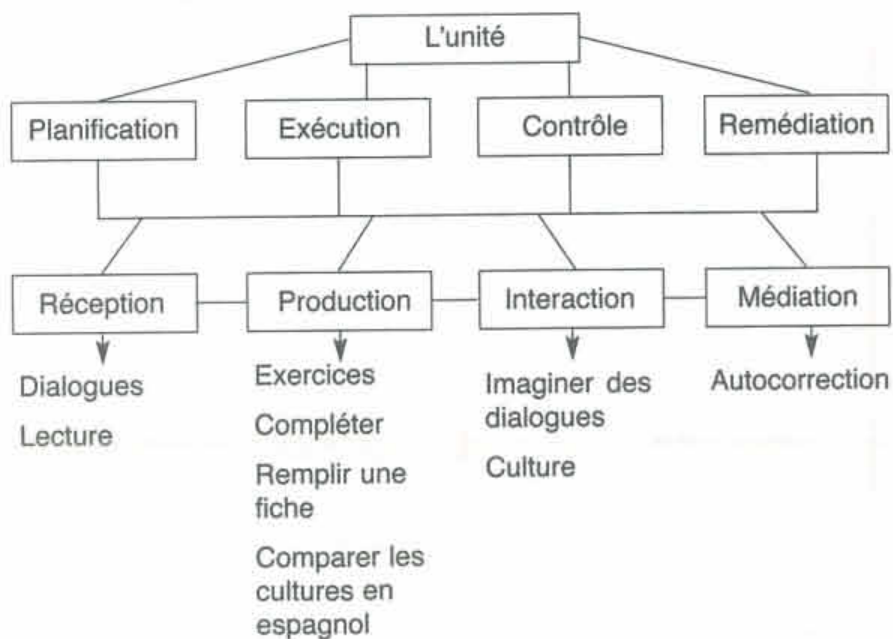 L'unité
Planification
Exécution
Contrôle
Remédiation
Réception
Production
Interaction
Médiation
Dialogues
Lecture
Exercices
Compléter
Remplir une
fiche
Comparer les
cultures en
espagnol
Imaginer des
dialogues
Culture
Autocorrection